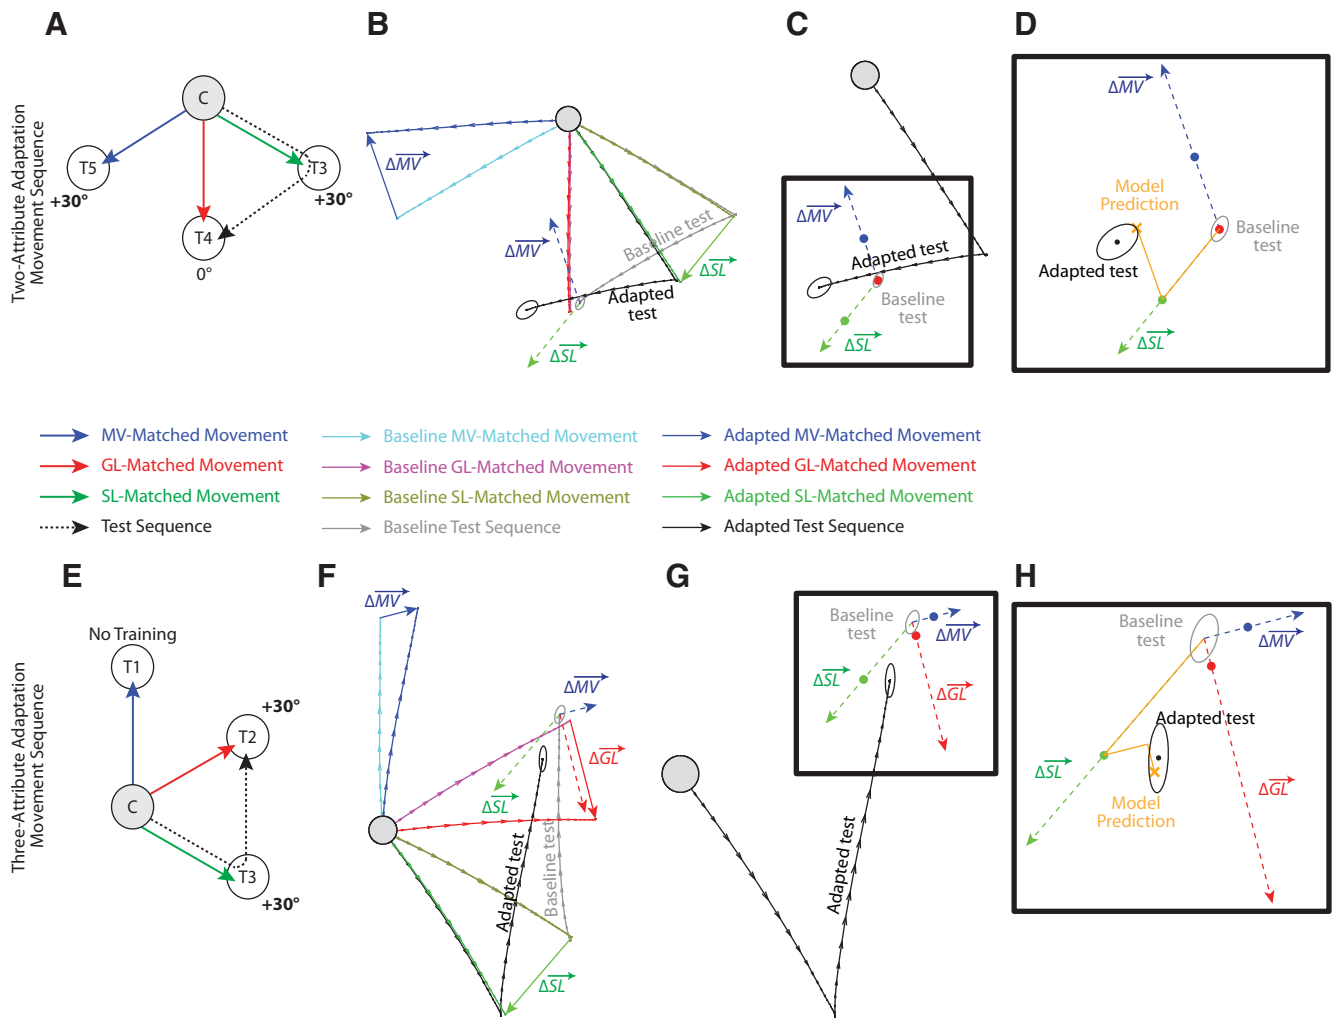 A
B
C
D
Two-Attribute Adaptation
Movement Sequence
C
T5
+30°
T3
+30°
T4
0°
ΔMV
ΔMV
Baseline test
ΔSL
Adapted
test
ΔSL
ΔMV
Adapted test
Baseline
test
ΔSL
ΔMV
Model
Prediction
Baseline
test
Adapted test
ΔSL
MV-Matched Movement
Baseline MV-Matched Movement
Adapted MV-Matched Movement
GL-Matched Movement
Baseline GL-Matched Movement
Adapted GL-Matched Movement
SL-Matched Movement
Baseline SL-Matched Movement
Adapted SL-Matched Movement
Test Sequence
Baseline Test Sequence
Adapted Test Sequence
E
F
G
H
Three-Attribute Adaptation
Movement Sequence
No Training
T1
+30°
T2
C
T3
+30°
ΔMV
ΔMV
ΔGL
ΔSL
Adapted test
Baseline test
ΔSL
Baseline
test
ΔMV
ΔSL
ΔGL
Adapted test
Baseline
test
ΔMV
Adapted test
ΔSL
ΔGL
Model
Prediction